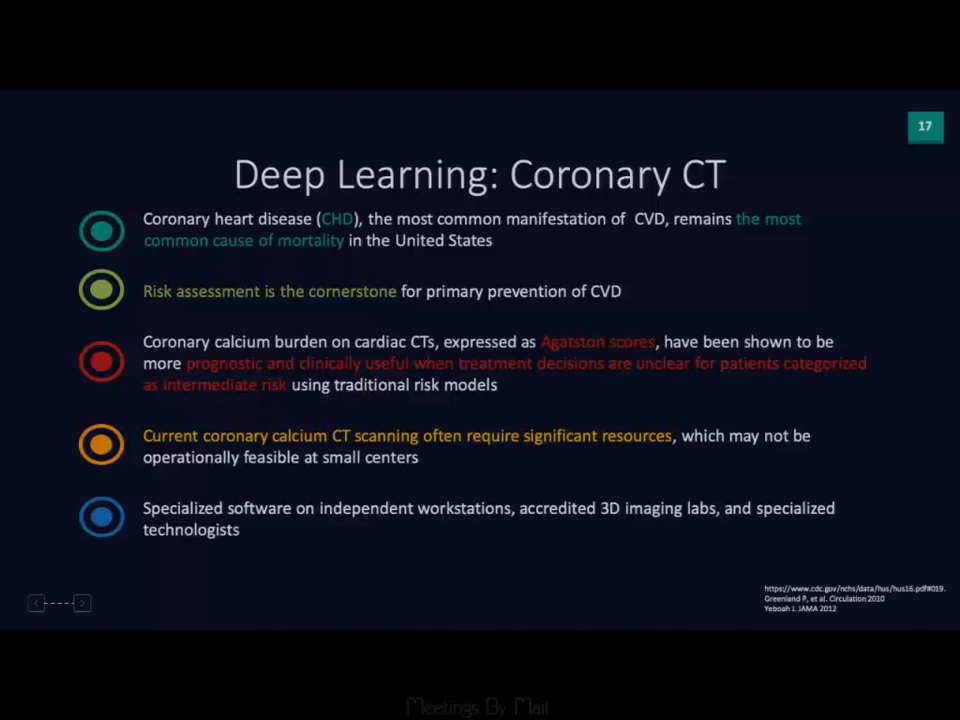 17
Deep Learning: Coronary CT
Coronary heart disease (CHD), the most common manifestation of CVD, remains the most
common cause of mortality in the United States
Risk assessment is the cornerstone for primary prevention of CVD
Coronary calcium burden on cardiac CTs, expressed as Agatston scores, have been shown to be
more prognostic and clinically useful when treatment decisions are unclear for patients categorized
as intermediate risk using traditional risk models
Current coronary calcium CT scanning often require significant resources, which may not be
operationally feasible at small centers
Specialized software on independent workstations, accredited 3D imaging labs, and specialized
technologists
https://www.cdc.gov/nchs/data/hus/hus16.pdf#019.
Greenland P, et al. Circulation 2010
Yeboah J. JAMA 2012
Meetings By Mail